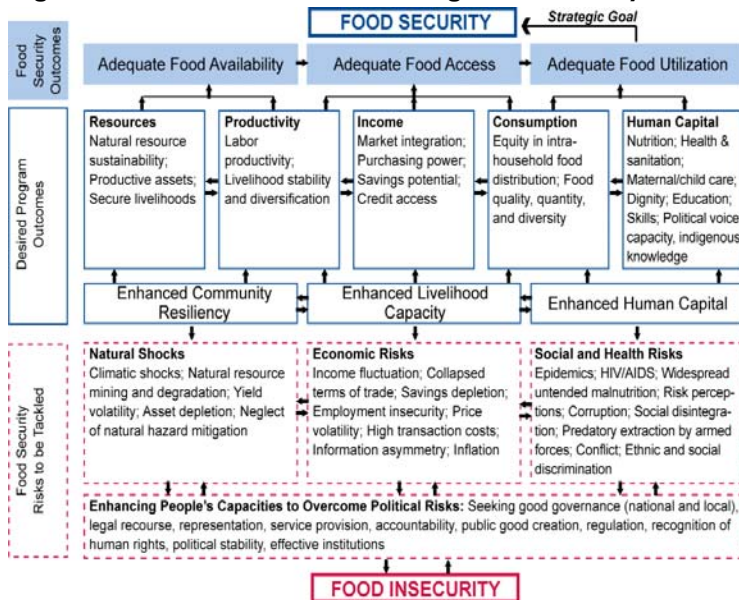 FOOD SECURITY
Strategic Goal
Food
Security
Outcomes
Adequate Food Availability
Adequate Food Access
Adequate Food Utilization
Desired Program
Outcomes
Resources
Natural resource
sustainability;
Productive assets;
Secure livelihoods
Productivity
Labor
productivity;
Livelihood stability
and diversification
Income
Market integration;
Purchasing power;
Savings potential;
Credit access
Consumption
Equity in intra-
household food
distribution; Food
quality, quantity,
and diversity
Human Capital
Nutrition; Health &
sanitation;
Maternal/child care;
Dignity; Education;
Skills; Political voice,
capacity, indigenous
knowledge
Enhanced Community
Resiliency
Enhanced Livelihood
Capacity
Enhanced Human Capital
Food Security
Risks to be Tackled
Natural Shocks
Climatic shocks; Natural resource
mining and degradation; Yield
volatility; Asset depletion; Neglect
of natural hazard mitigation
Economic Risks
Income fluctuation; Collapsed
terms of trade; Savings depletion;
Employment insecurity; Price
volatility; High transaction costs;
Information asymmetry; Inflation
Social and Health Risks
Epidemics; HIV/AIDS; Widespread
untended malnutrition; Risk percep-
tions; Corruption; Social disintegra-
tion; Predatory extraction by armed
forces; Conflict; Ethnic and social
discrimination
Enhancing People's Capacities to Overcome Political Risks: Seeking good governance (national and local),
legal recourse, representation, service provision, accountability, public good creation, regulation, recognition of
human rights, political stability, effective institutions
FOOD INSECURITY